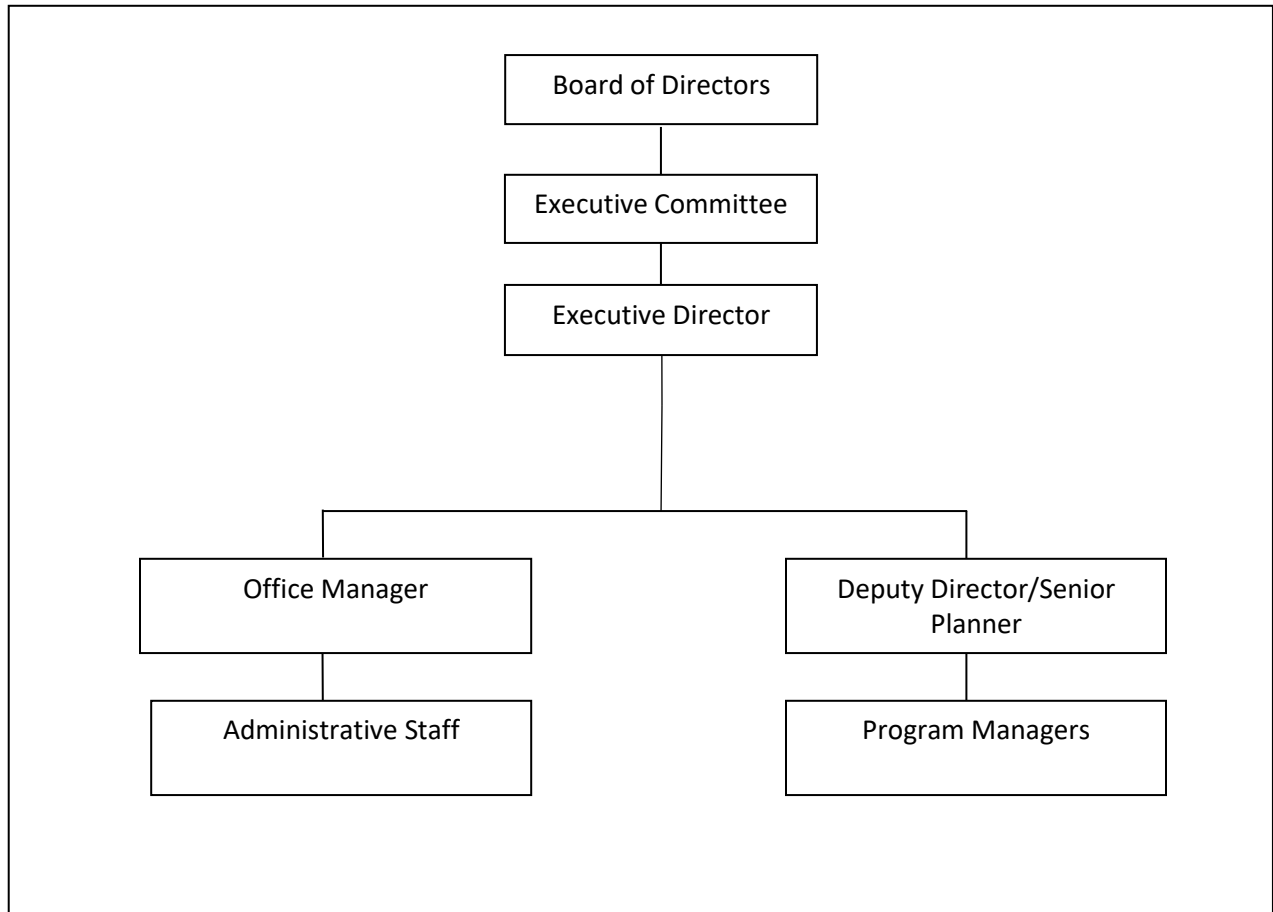 Board of Directors
Executive Committee
Executive Director
Office Manager
Deputy Director/Senior
Planner
Administrative Staff
Program Managers